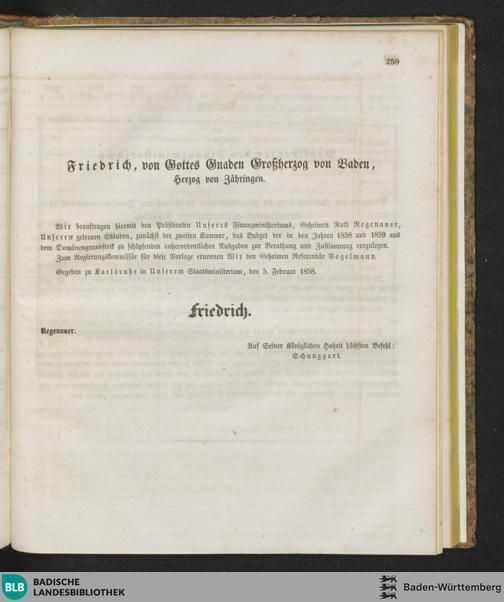 259
Friedrich, von Gottes Gnaden Großherzog von Baden,
Herzog von Zähringen.
Wir beauftragen hiermit den Präsidenten Unseres Finanzministeriums, Geheimen Rath Regenauer,
Unseren getreuen Ständen, zunächst der zweiten Kammer, das Budget der in den Jahren 1858 und 1859 aus
dem Domänengrundstock zu schöpfenden außerordentlichen Ausgaben zur Berathung und Zustimmung vorzulegen.
Zum Regierungskommissär für diese Vorlage ernennen Wir den Geheimen Referendär Vogelmann.
Gegeben zu Karlsruhe in Unserem Staatsministerium, den 5. Februar 1858.
Friedrich.
Regenauer.
Auf Seiner Königlichen Hoheit höchsten Befehl:
Schunggart.
BLB BADISCHE
LANDESBIBLIOTHEK
Baden-Württemberg